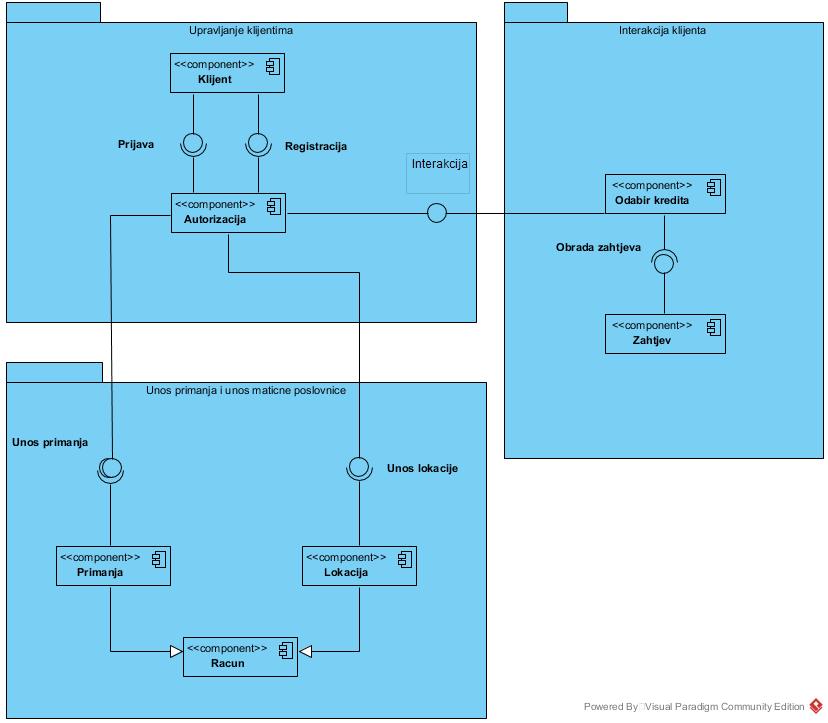 Upravljanje klijentima
<<component>>
Klijent
Prijava
Registracija
Interakcija
<<component>>
Autorizacija
Interakcija klijenta
<<component>>
Odabir kredita
Obrada zahtjeva
<<component>>
Zahtjev
Unos primanja i unos maticne poslovnice
Unos primanja
Unos lokacije
<<component>>
Primanja
<<component>>
Lokacija
<<component>>
Racun
Powered By Visual Paradigm Community Edition